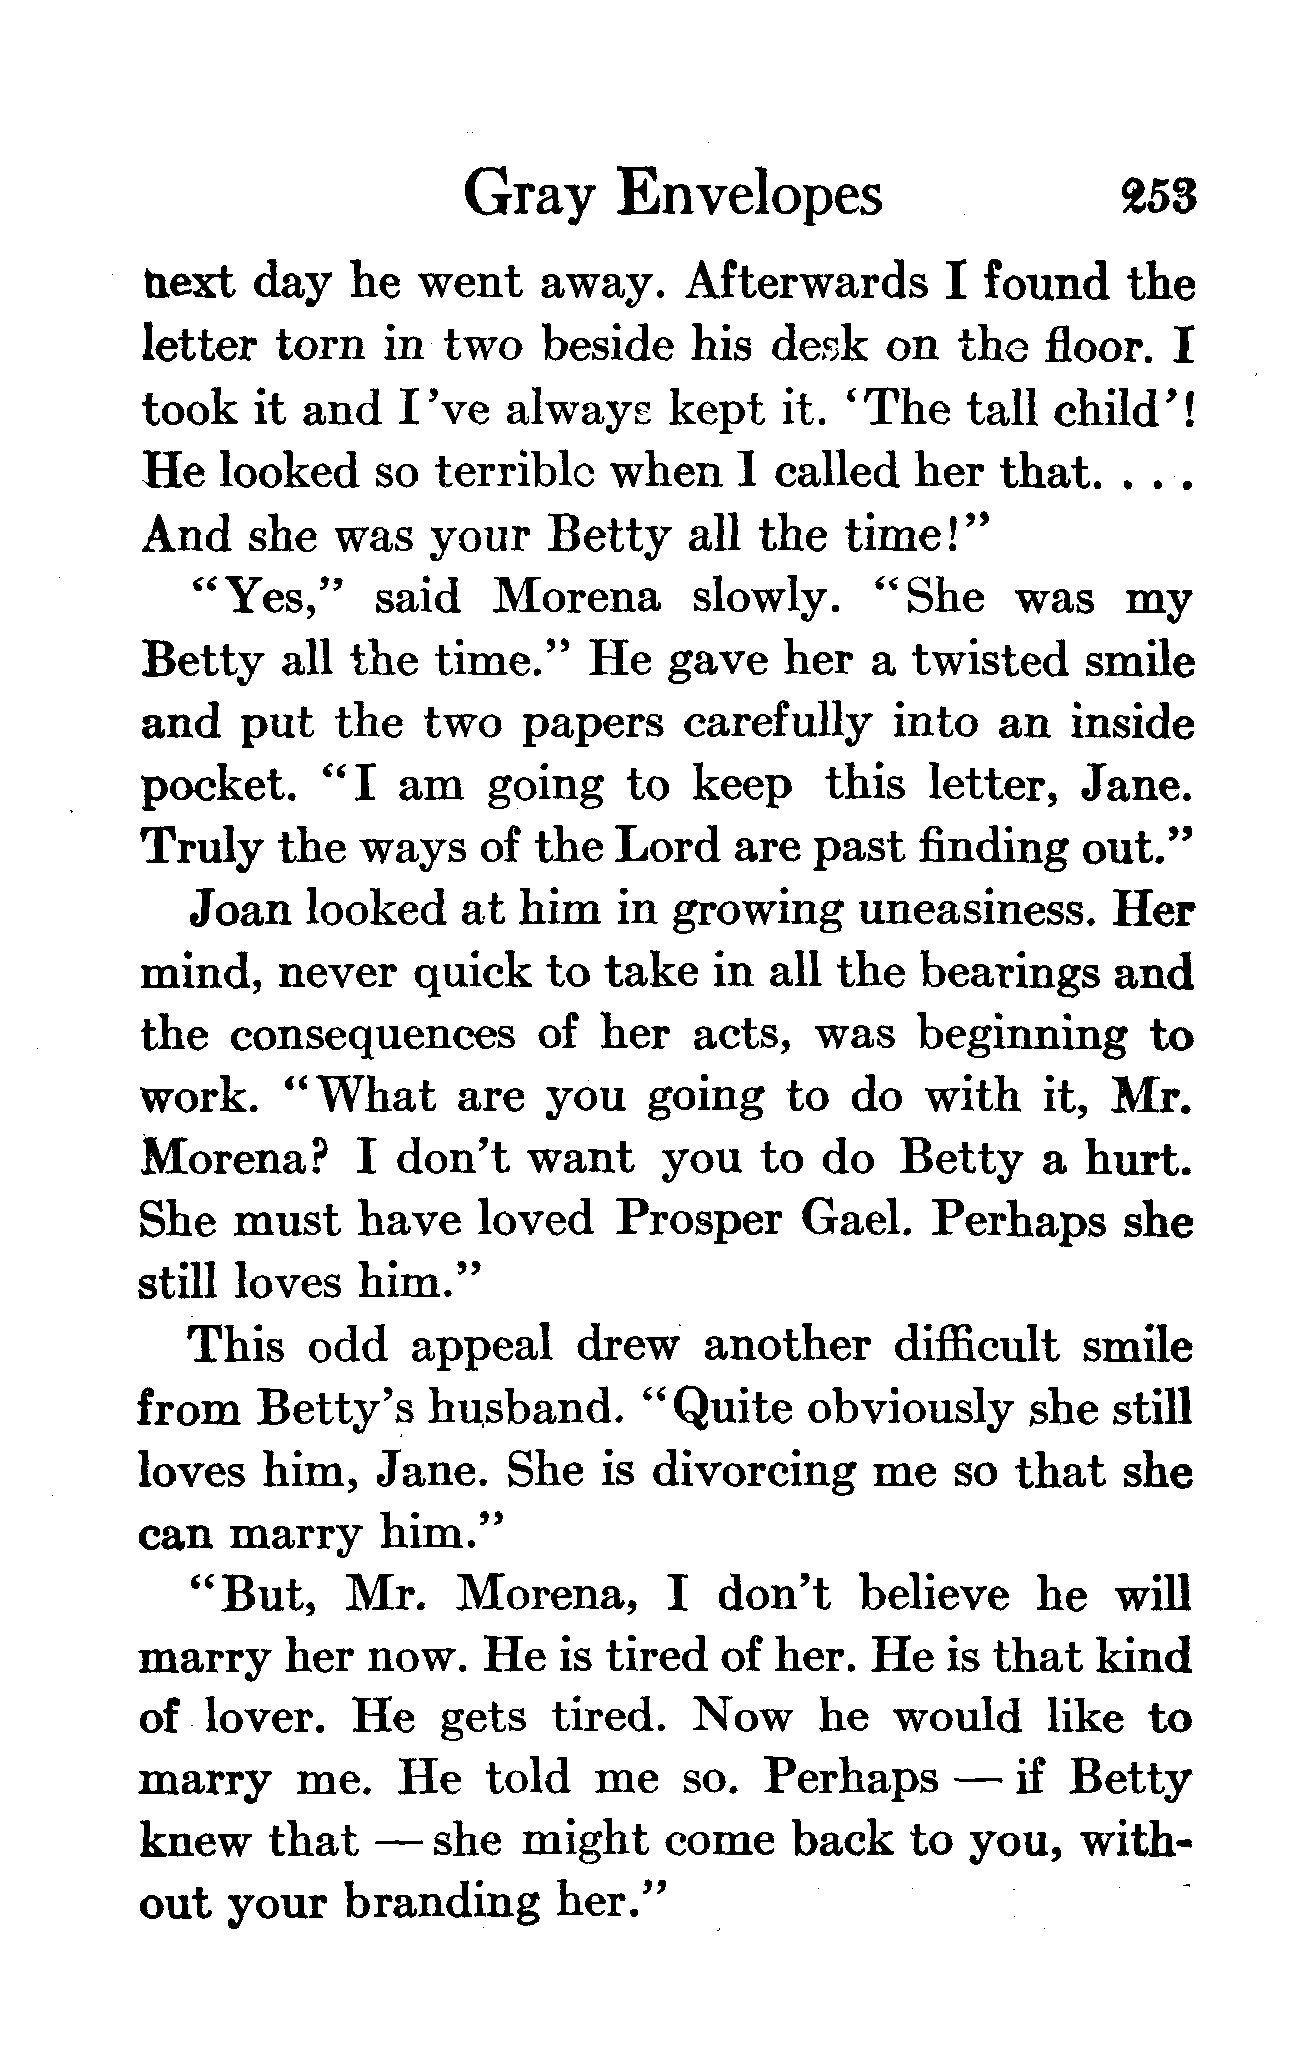 Gray Envelopes 253
next day he went away. Afterwards I found the
letter torn in two beside his desk on the floor. I
took it and I've always kept it. ‘The tall child’!
He looked so terrible when I called her that. . . .
And she was your Betty all the time!”
“Yes,” said Morena slowly. “She was my
Betty all the time.” He gave her a twisted smile
and put the two papers carefully into an inside
pocket. “I am going to keep this letter, Jane.
Truly the ways of the Lord are past finding out.”
Joan looked at him in growing uneasiness. Her
mind, never quick to take in all the bearings and
the consequences of her acts, was beginning to
work. “What are you going to do with it, Mr.
Morena? I don't want you to do Betty a hurt.
She must have loved Prosper Gael. Perhaps she
still loves him.”
This odd appeal drew another difficult smile
from Betty's husband. “Quite obviously she still
loves him, Jane. She is divorcing me so that she
can marry him.”
“But, Mr. Morena, I don't believe he will
marry her now. He is tired of her. He is that kind
of lover. He gets tired. Now he would like to
marry me. He told me so. Perhaps — if Betty
knew that — she might come back to you, with-
out your branding her.”